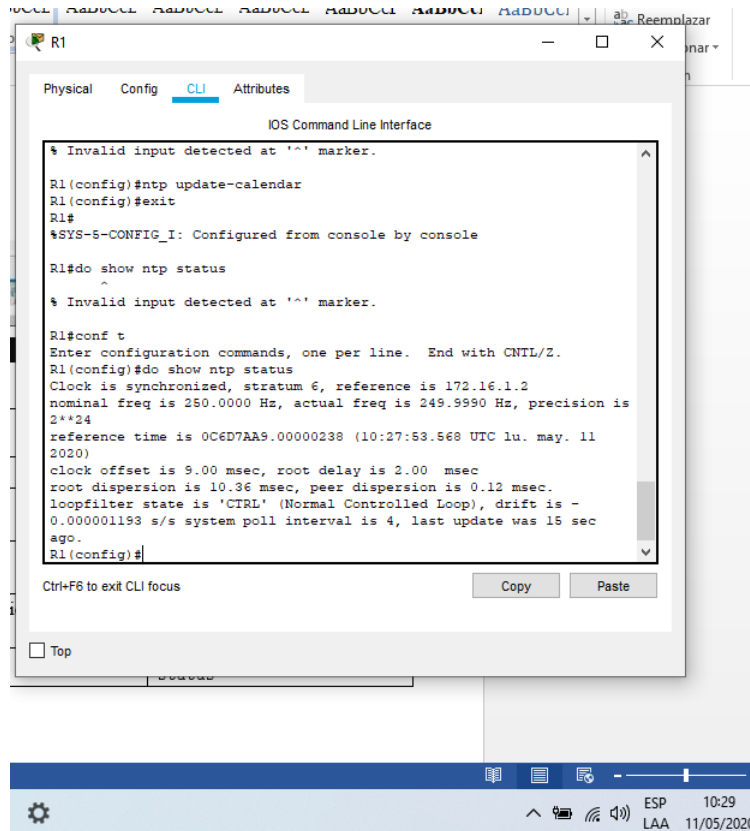 AaBbCcL AaBbCcL AaBbCcI AaBbCcI
Reemplazar
R1
Physical Config CLI Attributes
IOS Command Line Interface
% Invalid input detected at '^' marker.
R1(config)#ntp update-calendar
R1(config)#exit
R1#
%SYS-5-CONFIG_I: Configured from console by console
R1#do show ntp status
^
% Invalid input detected at '^' marker.
R1#conf t
Enter configuration commands, one per line. End with CNTL/Z.
R1(config)#do show ntp status
Clock is synchronized, stratum 6, reference is 172.16.1.2
nominal freq is 250.0000 Hz, actual freq is 249.9990 Hz, precision is
2**24
reference time is 0C6D7AA9.00000238 (10:27:53.568 UTC lu. may. 11
2020)
clock offset is 9.00 msec, root delay is 2.00 msec
root dispersion is 10.36 msec, peer dispersion is 0.12 msec.
loopfilter state is 'CTRL' (Normal Controlled Loop), drift is -
0.000001193 s/s system poll interval is 4, last update was 15 sec
ago.
R1(config)#
Ctrl+F6 to exit CLI focus
Copy Paste
Top
ESP 10:29
LAA 11/05/2020